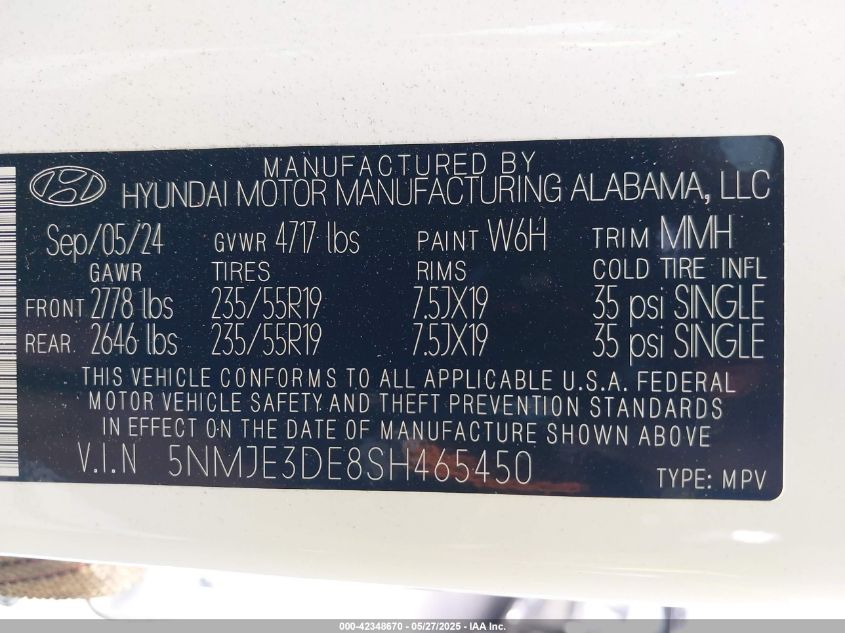 MANUFACTURED BY
HYUNDAI MOTOR MANUFACTURING ALABAMA, LLC
Sep/05/24 GVWR 4717 lbs PAINT W6H TRIM MMH
GAWR TIRES RIMS COLD TIRE INFL
FRONT 2778 lbs 235/55R19 7.5JX19 35 psi SINGLE
REAR 2646 lbs 235/55R19 7.5JX19 35 psi SINGLE
THIS VEHICLE CONFORMS TO ALL APPLICABLE U.S.A. FEDERAL
MOTOR VEHICLE SAFETY AND THEFT PREVENTION STANDARDS
IN EFFECT ON THE DATE OF MANUFACTURE SHOWN ABOVE
V.I.N 5NMJE3DE8SH465450 TYPE: MPV
000-42348670 - 05/27/2025 - IAA Inc.